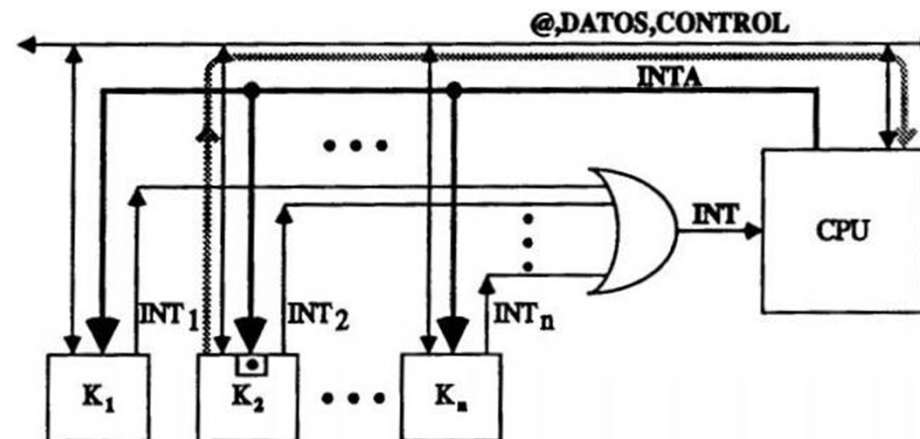 @,DATOS,CONTROL
INTA
INT
CPU
INT1
INT2
INTn
K1
K2
Kn